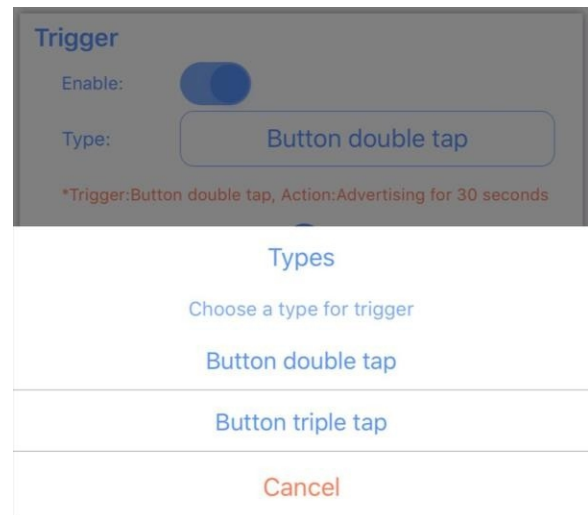 Trigger
Enable:
Type: Button double tap
*Trigger:Button double tap, Action:Advertising for 30 seconds
Types
Choose a type for trigger
Button double tap
Button triple tap
Cancel